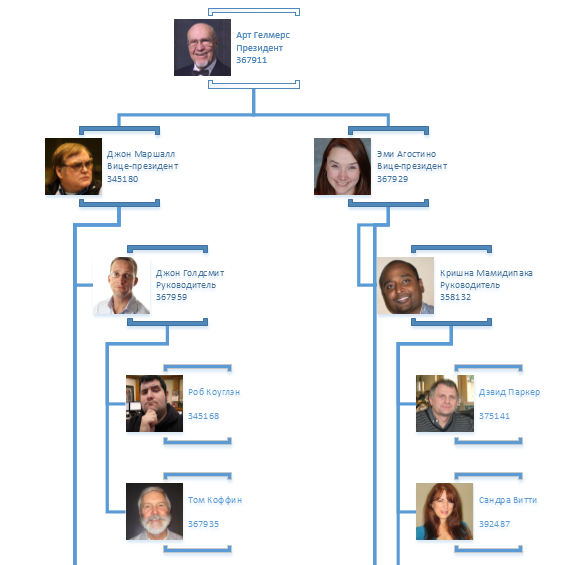 Арт Гелмерс
Президент
367911
Джон Маршалл
Вице-президент
345180
Эми Агостино
Вице-президент
367929
Джон Голдсмит
Руководитель
367959
Кришна Мамидипака
Руководитель
358132
Роб Коуглэн
345168
Дэвид Паркер
375141
Том Коффин
367935
Сандра Витти
392487